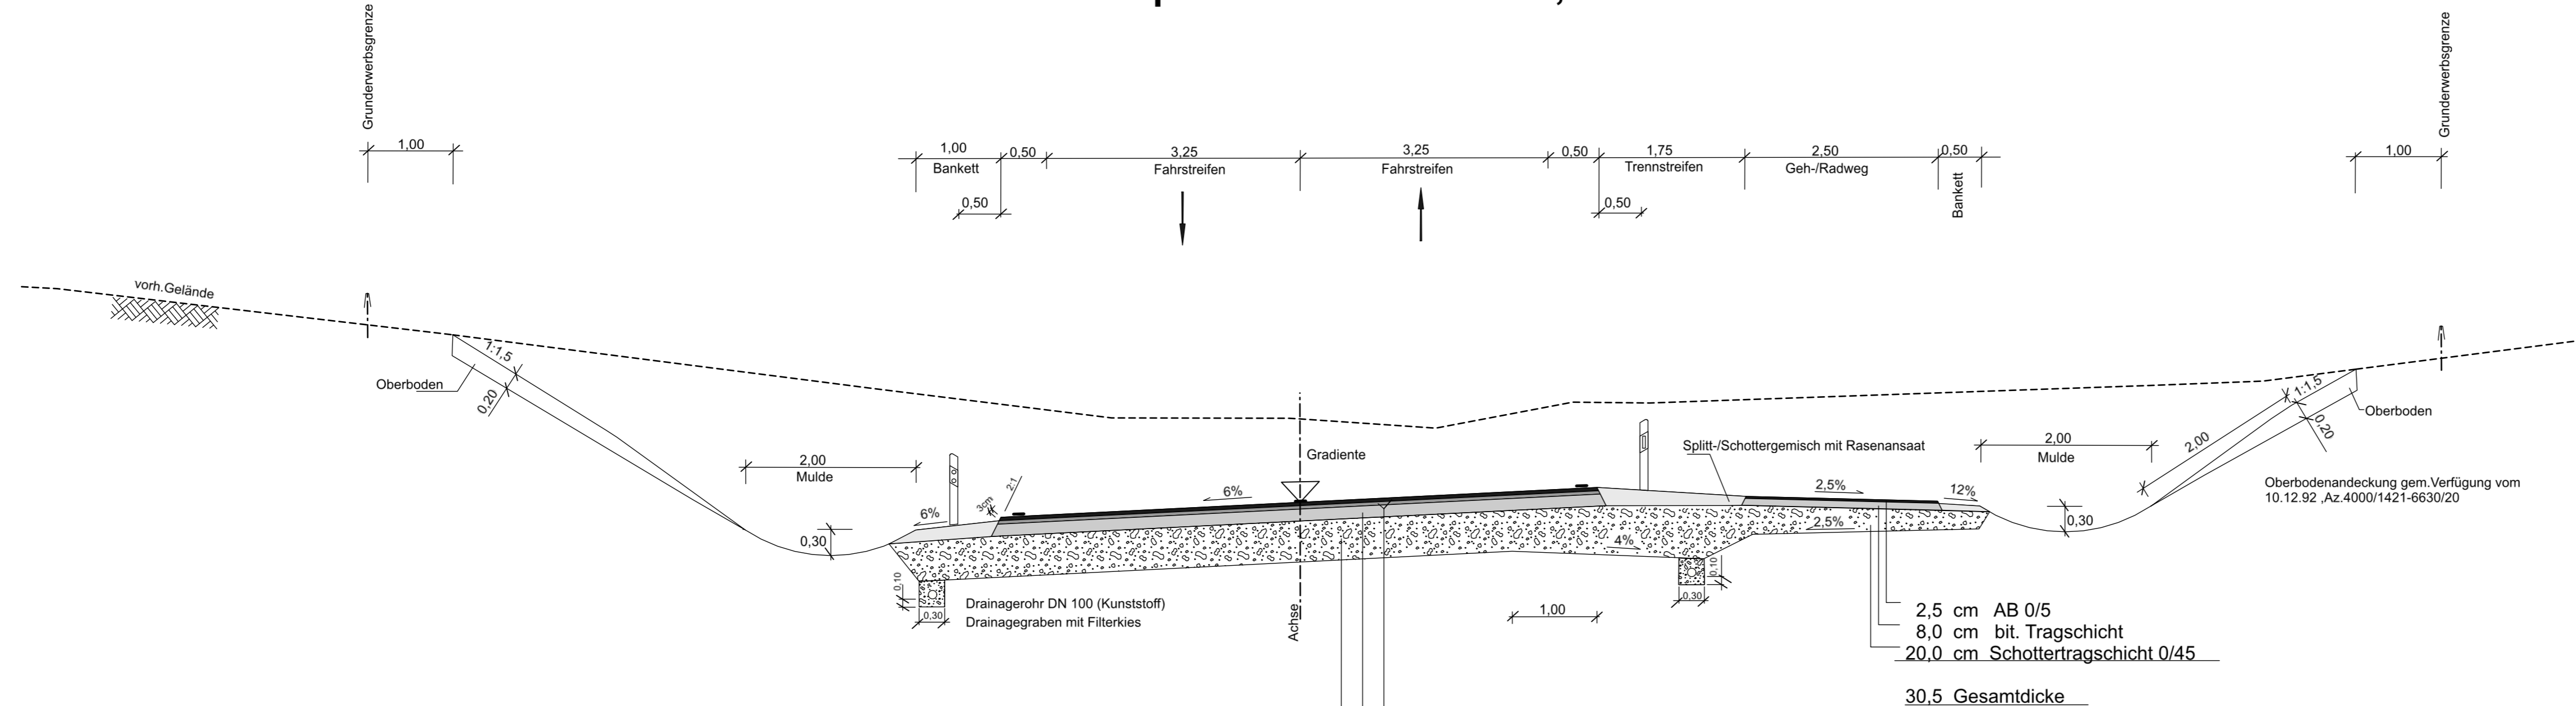 Grunderwerbsgrenze
Grunderwerbsgrenze
1,00
1,00
Bankett
0,50
3,25
Fahrstreifen
3,25
Fahrstreifen
0,50
1,75
Trennstreifen
2,50
Geh-/Radweg
0,50
Bankett
1,00
0,50
0,50
vorh.Gelände
1:1,5
Oberboden
0,20
1:1,5
Oberboden
0,20
2,00
2,00
Mulde
Gradiente
Splitt-/Schottergemisch mit Rasenansaat
2,00
Mulde
Oberbodenandeckung gem.Verfügung vom
10.12.92 ,Az.4000/1421-6630/20
6%
3cm
2:1
6%
2,5%
12%
0,30
0,30
2,5%
4%
0,10
0,30
0,10
0,30
Drainagerohr DN 100 (Kunststoff)
Drainagegraben mit Filterkies
Achse
1,00
2,5 cm AB 0/5
8,0 cm bit. Tragschicht
20,0 cm Schottertragschicht 0/45
30,5 Gesamtdicke